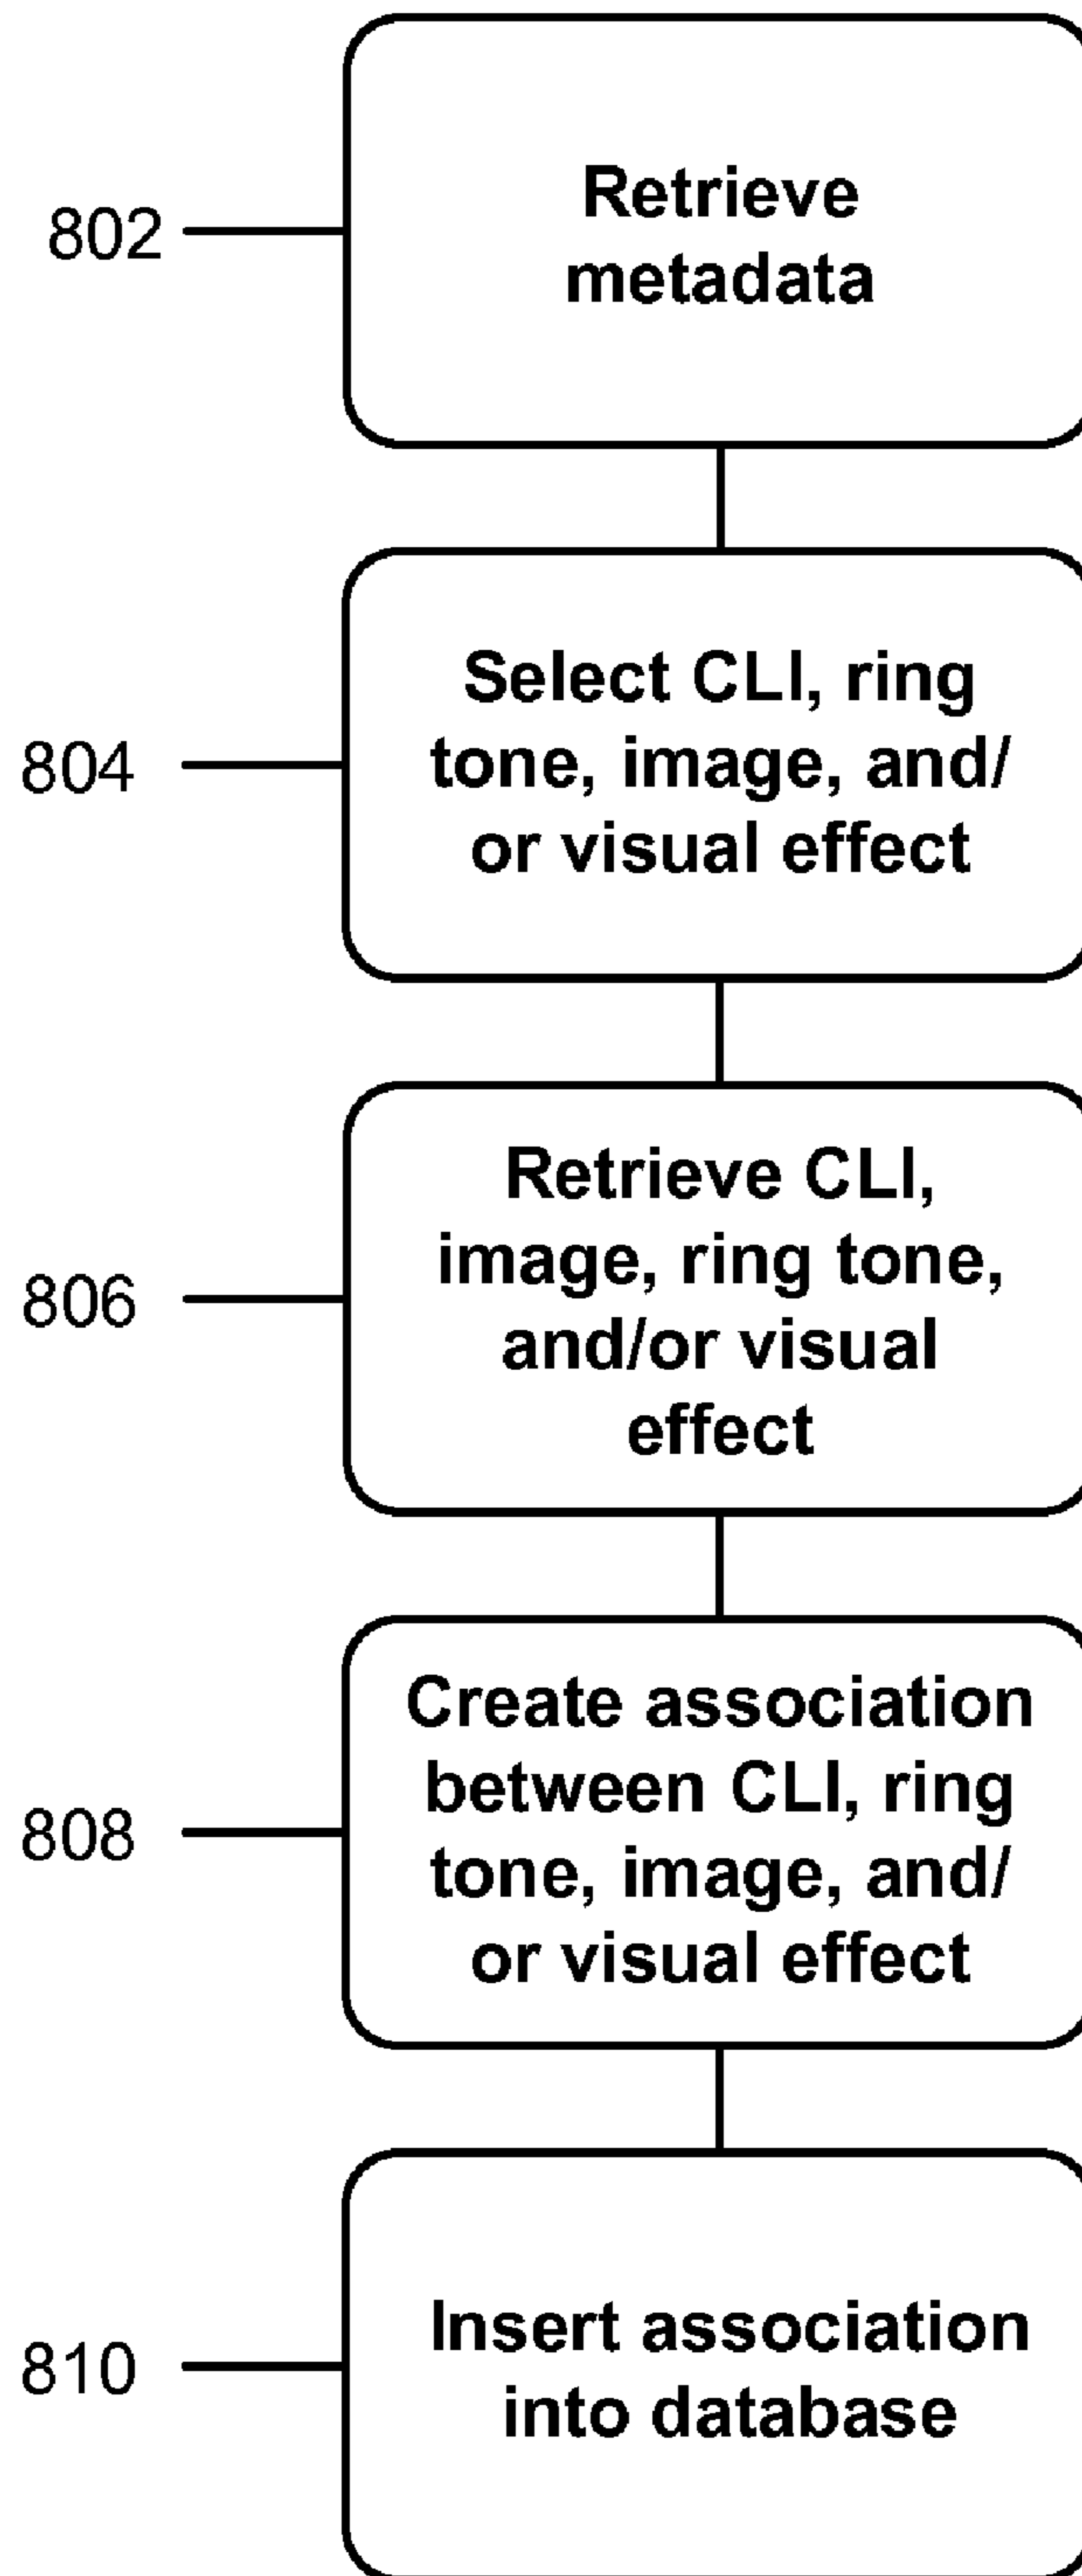 802
Retrieve
metadata
804
Select CLI, ring
tone, image, and/
or visual effect
806
Retrieve CLI,
image, ring tone,
and/or visual
effect
808
Create association
between CLI, ring
tone, image, and/
or visual effect
810
Insert association
into database